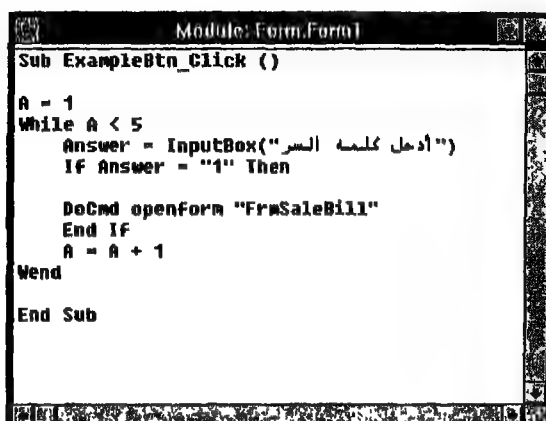 Module: Form.Form1
Sub ExampleBtn_Click ()
A = 1
While A < 5
Answer = InputBox("أدخل كلمه السر")
If Answer = "1" Then
DoCmd openform "FrmSaleBill"
End If
A = A + 1
Wend
End Sub